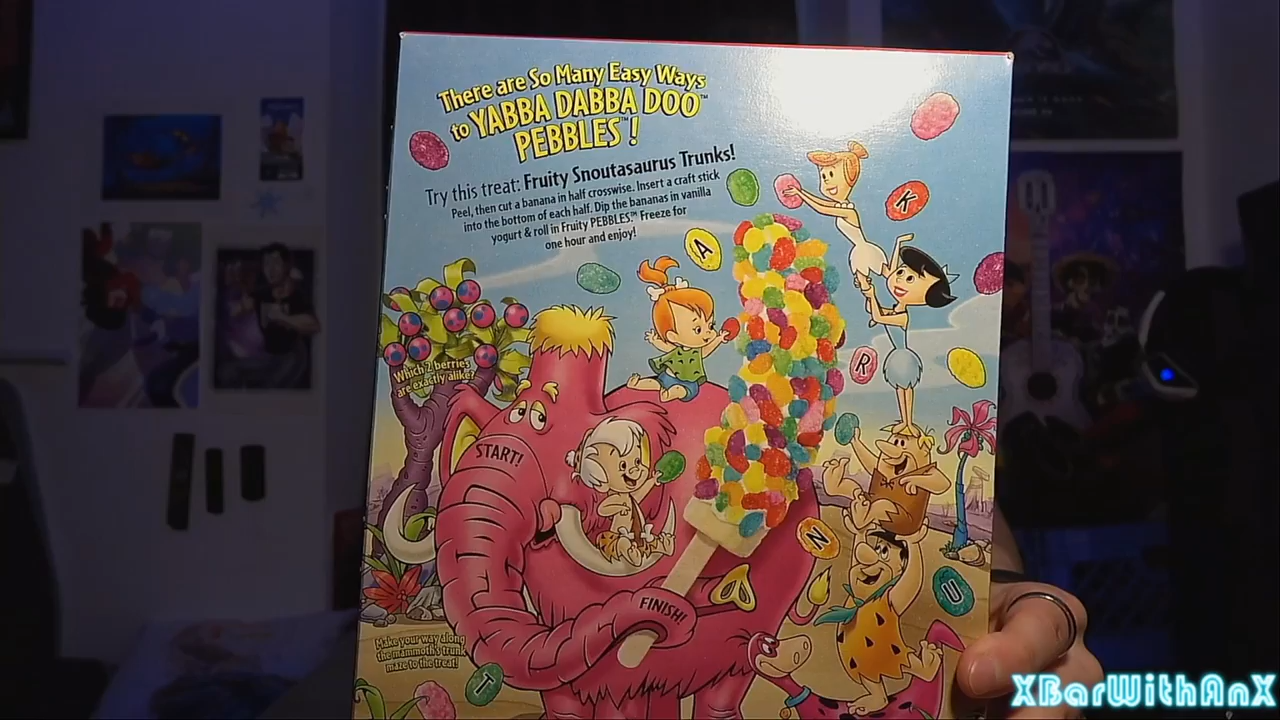 There are So Many Easy Ways
to YABBA DABBA DOO™
PEBBLES™!
Try this treat: Fruity Snoutasaurus Trunks!
Peel, then cut a banana in half crosswise. Insert a craft stick
into the bottom of each half. Dip the bananas in vanilla
yogurt & roll in Fruity PEBBLES.™ Freeze for
one hour and enjoy!
K
A
R
Which 2 berries
are exactly alike?
START!
N
U
FINISH!
Make your way along
the mammoth's trunk
maze to the treat!
T
XBarWithAnX